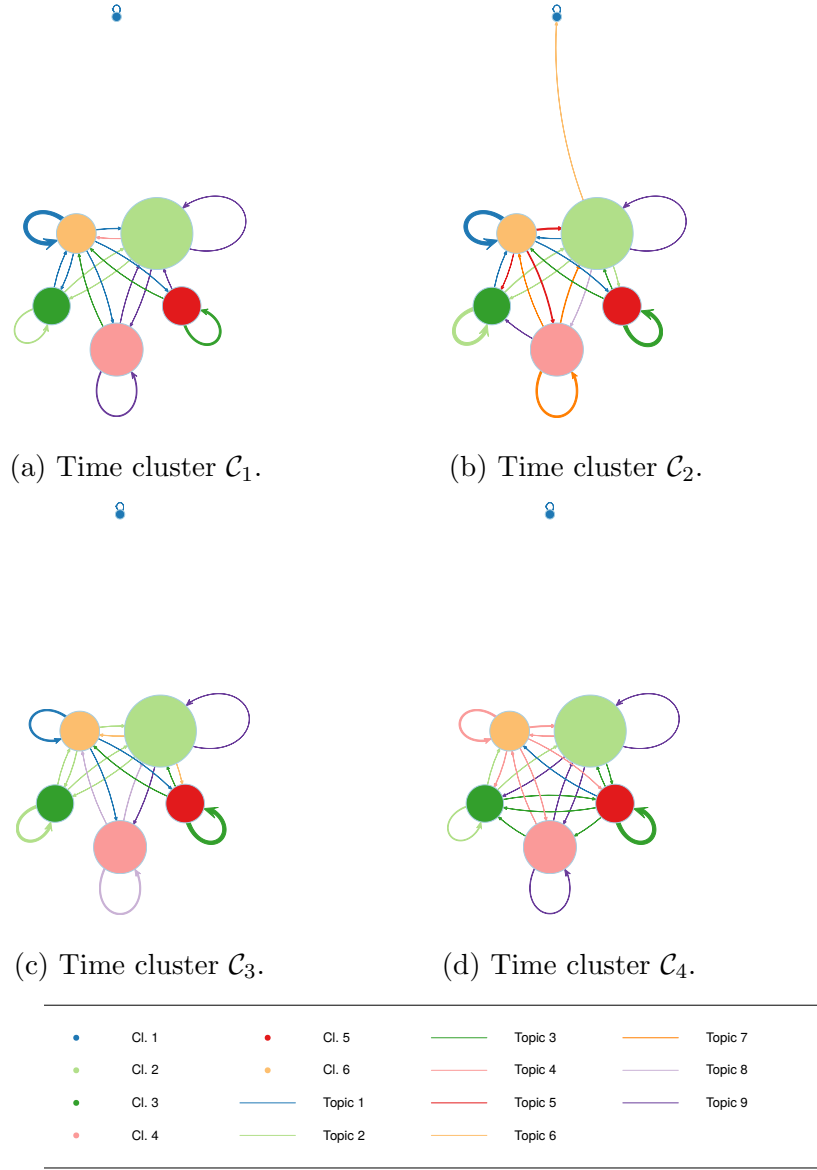 (a) Time cluster 𝒞₁.
(b) Time cluster 𝒞₂.
(c) Time cluster 𝒞₃.
(d) Time cluster 𝒞₄.
Cl. 1
Cl. 2
Cl. 3
Cl. 4
Cl. 5
Cl. 6
Topic 1
Topic 2
Topic 3
Topic 4
Topic 5
Topic 6
Topic 7
Topic 8
Topic 9